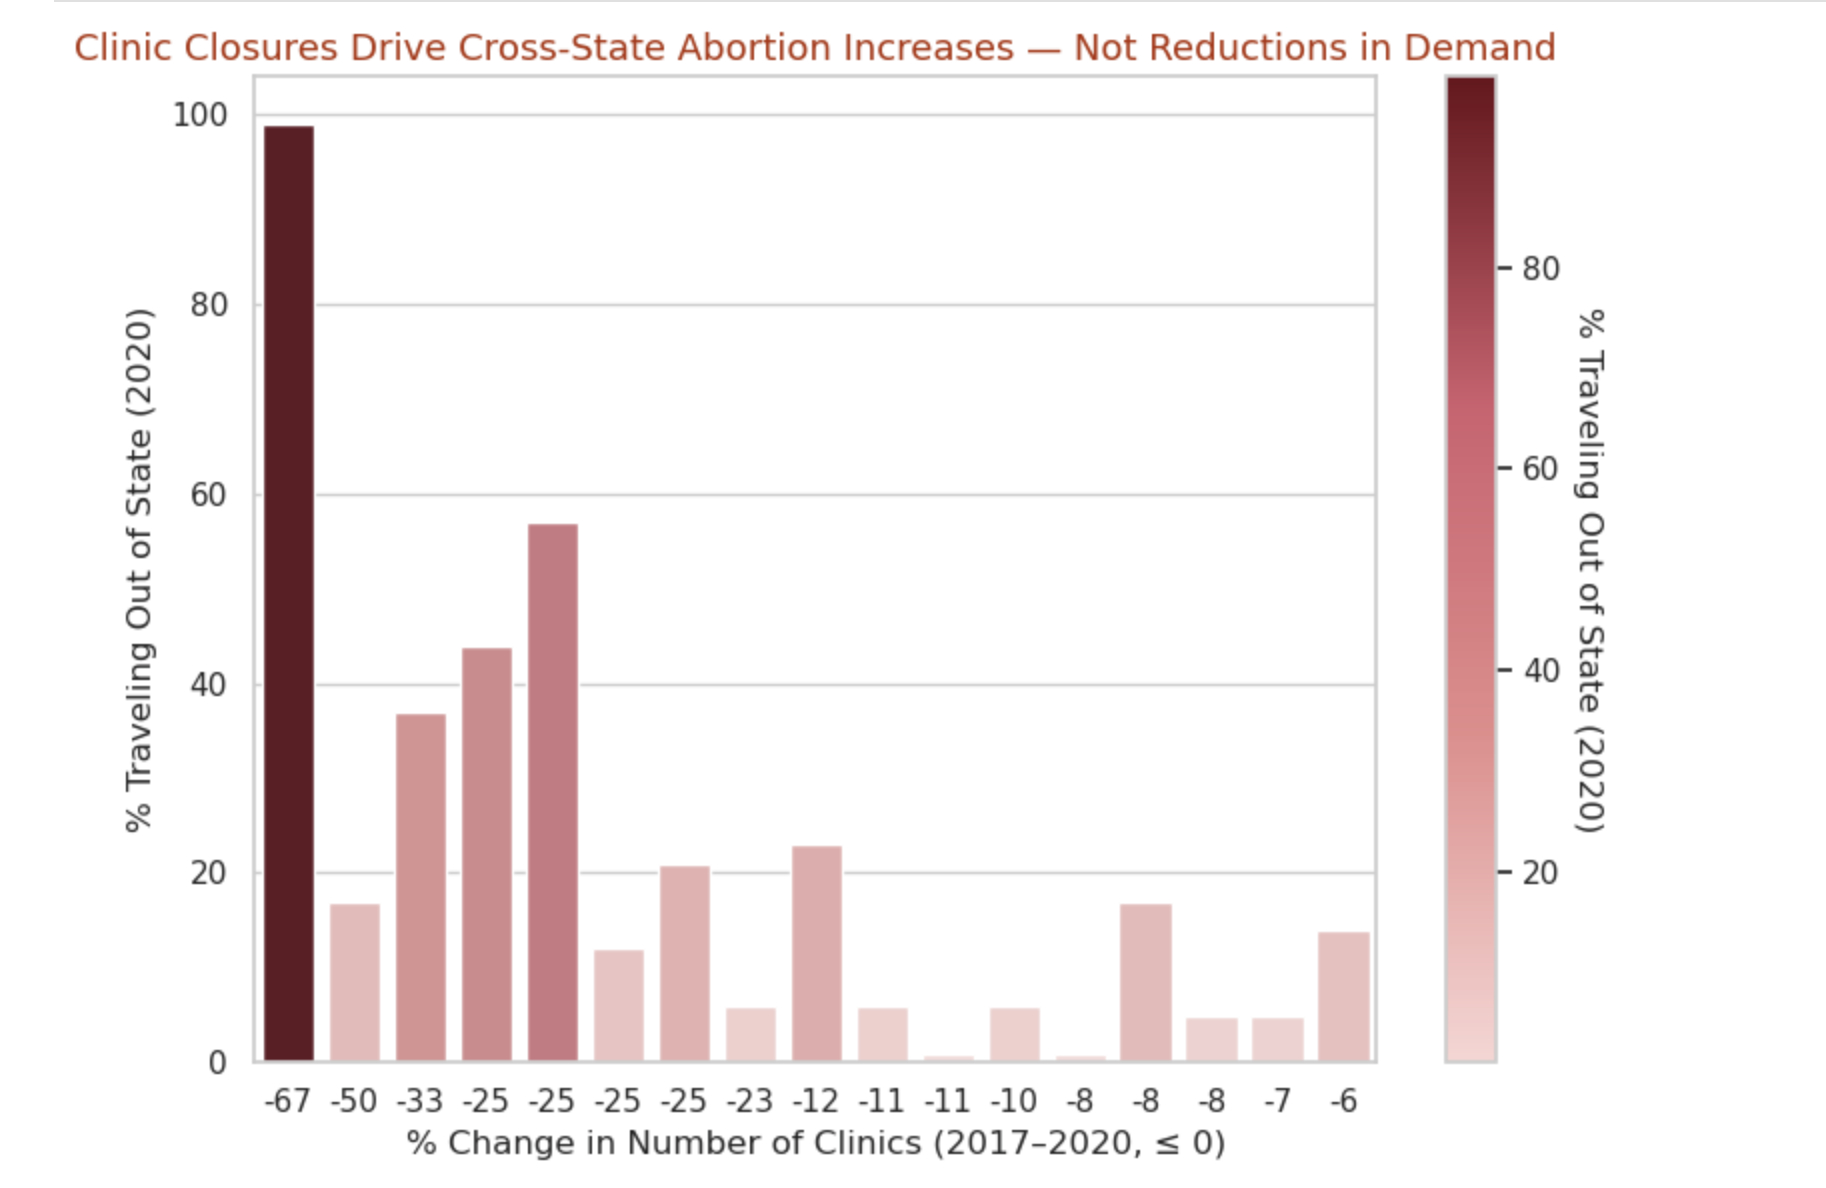 Clinic Closures Drive Cross-State Abortion Increases — Not Reductions in Demand
% Traveling Out of State (2020)
100
80
60
40
20
0
-67 -50 -33 -25 -25 -25 -25 -23 -12 -11 -11 -10 -8 -8 -8 -7 -6
% Change in Number of Clinics (2017–2020, ≤ 0)
80
60
40
20
% Traveling Out of State (2020)